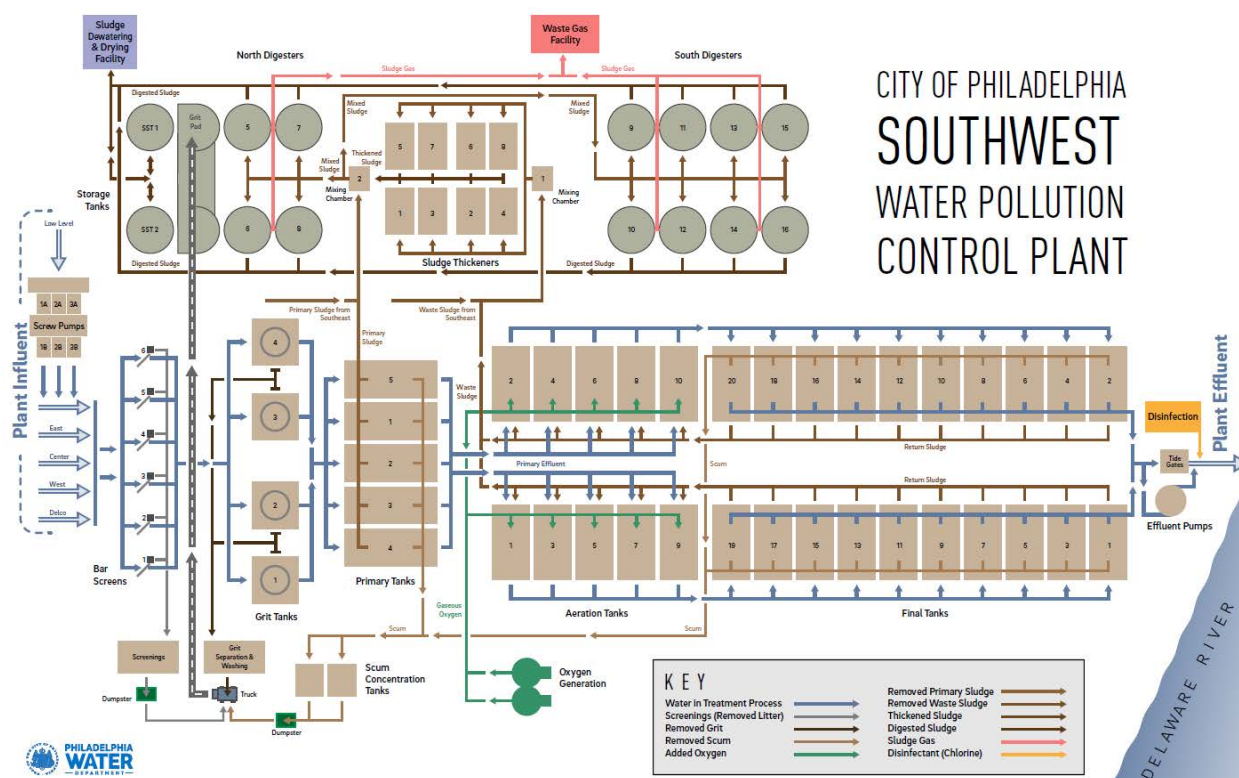 CITY OF PHILADELPHIA
SOUTHWEST
WATER POLLUTION
CONTROL PLANT
Sludge
Dewatering
& Drying
Facility
North Digesters
Waste Gas
Facility
South Digesters
Sludge Gas
Sludge Gas
Digested Sludge
Mixed
Sludge
Mixed
Sludge
SST 1
Grit
Pad
5
7
5
7
6
8
9
11
13
15
Thickened
Sludge
Mixed
Sludge
2
1
Mixing
Chamber
Mixing
Chamber
Storage
Tanks
SST 2
6
8
1
3
2
4
10
12
14
16
Digested Sludge
Sludge Thickeners
Digested Sludge
Low Level
1A
2A
3A
Screw Pumps
1B
2B
3B
Plant Influent
East
Center
West
Delco
6
5
4
3
2
1
Bar
Screens
4
3
2
1
Grit Tanks
Primary Sludge from
Southeast
Primary
Sludge
Waste Sludge from
Southeast
5
1
2
3
4
Primary Tanks
Waste
Sludge
2
4
6
8
10
20
18
16
14
12
10
8
6
4
2
Return Sludge
Primary Effluent
Scum
Return Sludge
1
3
5
7
9
19
17
15
13
11
9
7
5
3
1
Aeration Tanks
Final Tanks
Disinfection
Plant Effluent
Tide
Gates
Effluent Pumps
Gaseous
Oxygen
Scum
Scum
Screenings
Grit
Separation &
Washing
Dumpster
Truck
Scum
Concentration
Tanks
Dumpster
Oxygen
Generation
KEY
Water in Treatment Process
Screenings (Removed Litter)
Removed Grit
Removed Scum
Added Oxygen
Removed Primary Sludge
Removed Waste Sludge
Thickened Sludge
Digested Sludge
Sludge Gas
Disinfectant (Chlorine)
DELAWARE RIVER
PHILADELPHIA
WATER
DEPARTMENT